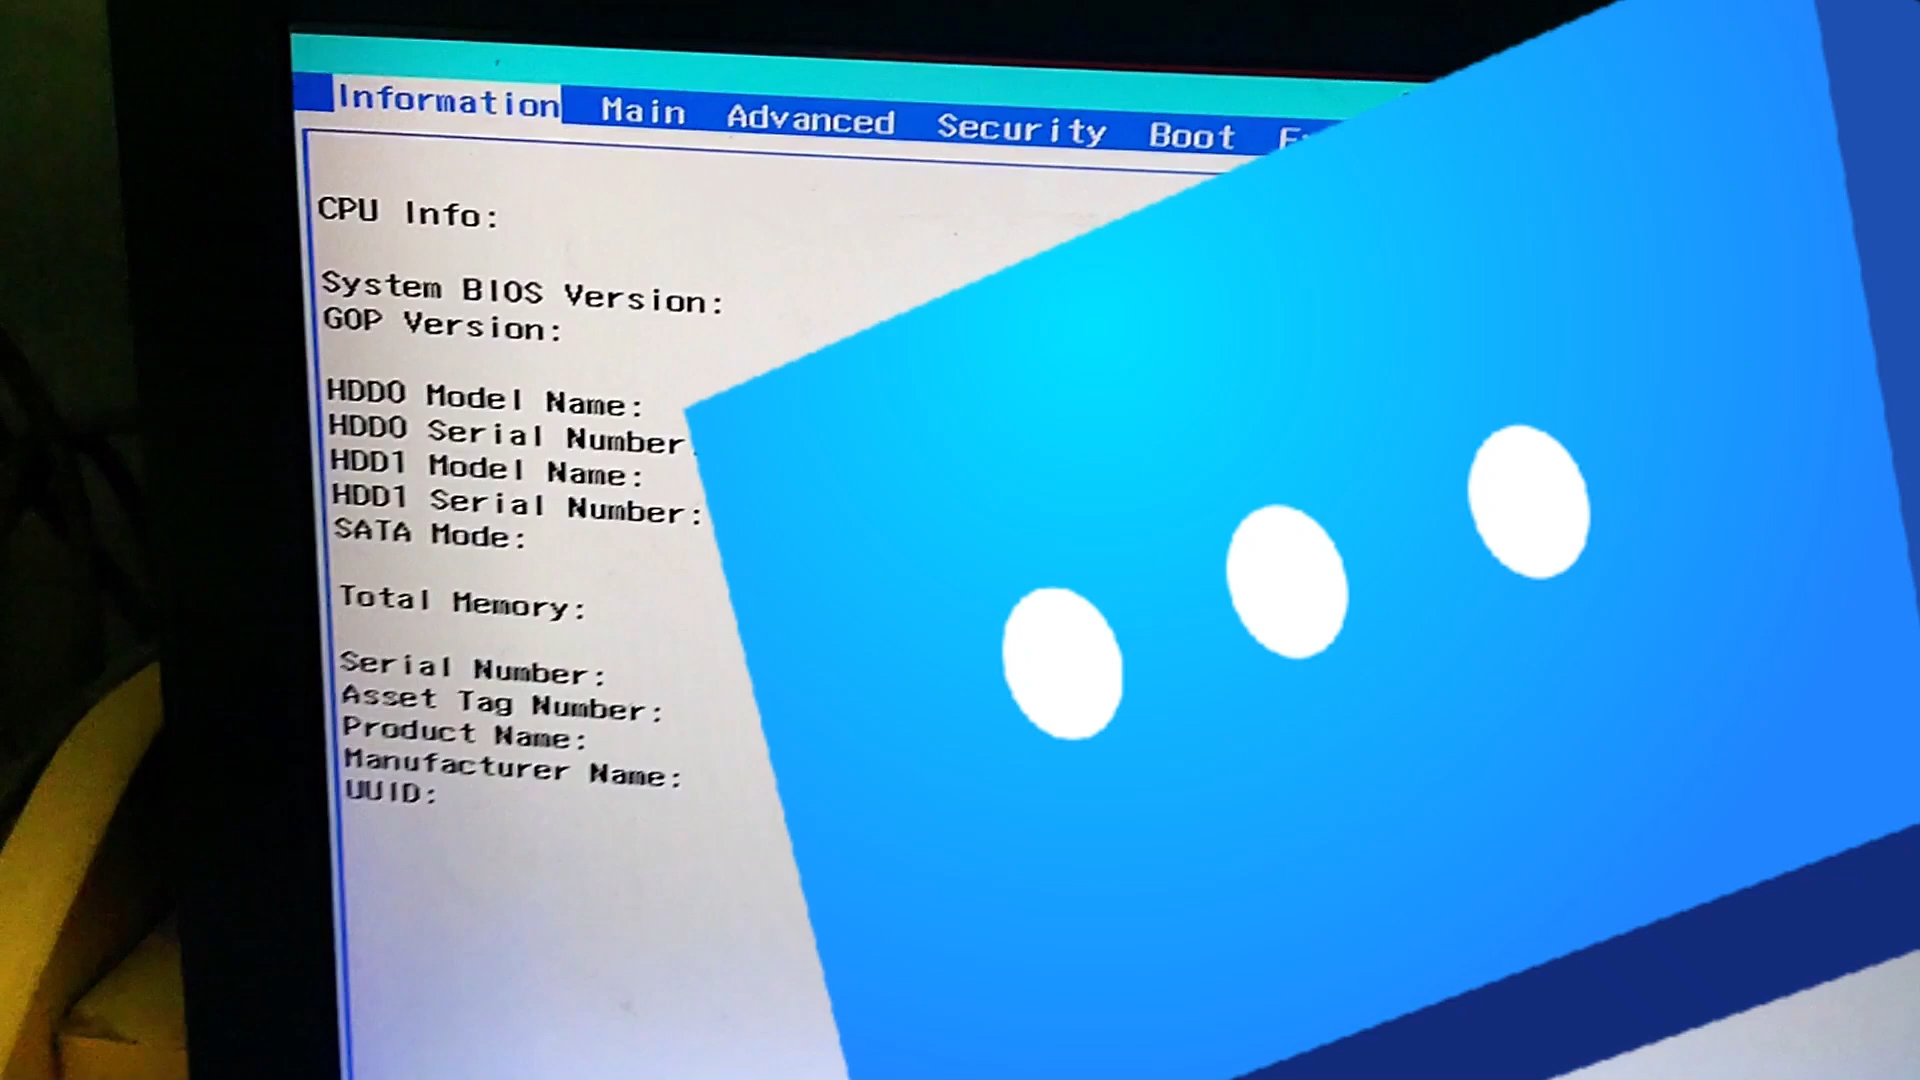 Information Main Advanced Security Boot
CPU Info:
System BIOS Version:
GOP Version:
HDD0 Model Name:
HDD0 Serial Number
HDD1 Model Name:
HDD1 Serial Number:
SATA Mode:
Total Memory:
Serial Number:
Asset Tag Number:
Product Name:
Manufacturer Name:
UUID: